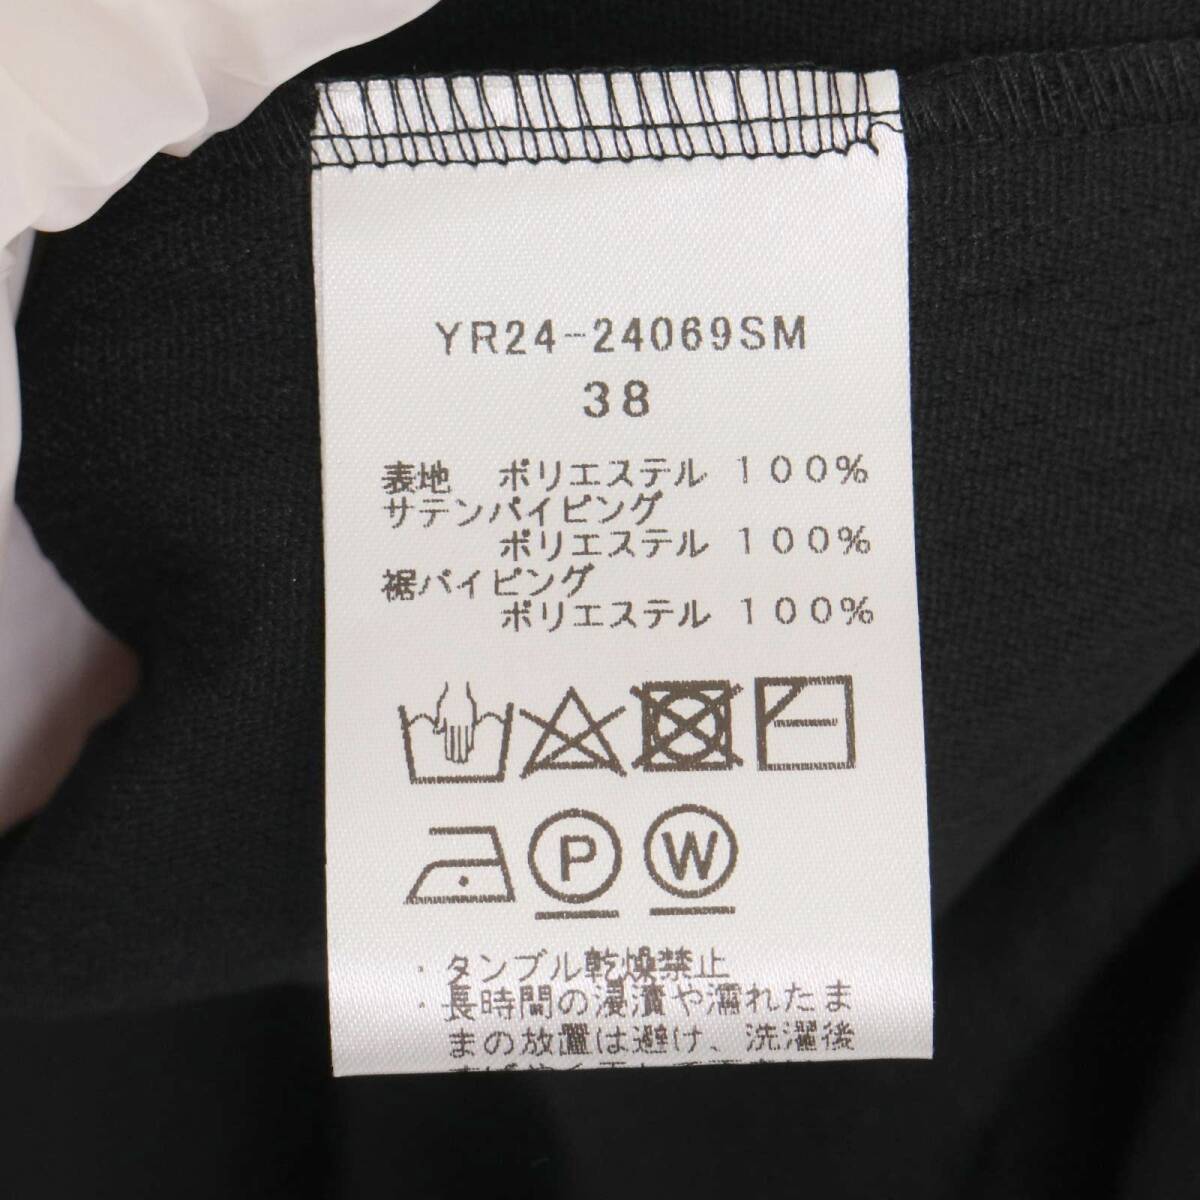 YR24-24069SM
38
表地 ポリエステル 100%
サテンパイピング
ポリエステル 100%
裾パイピング
ポリエステル 100%
P W
・タンブル乾燥禁止
・長時間の浸漬や濡れたま
まの放置は避け、洗濯後